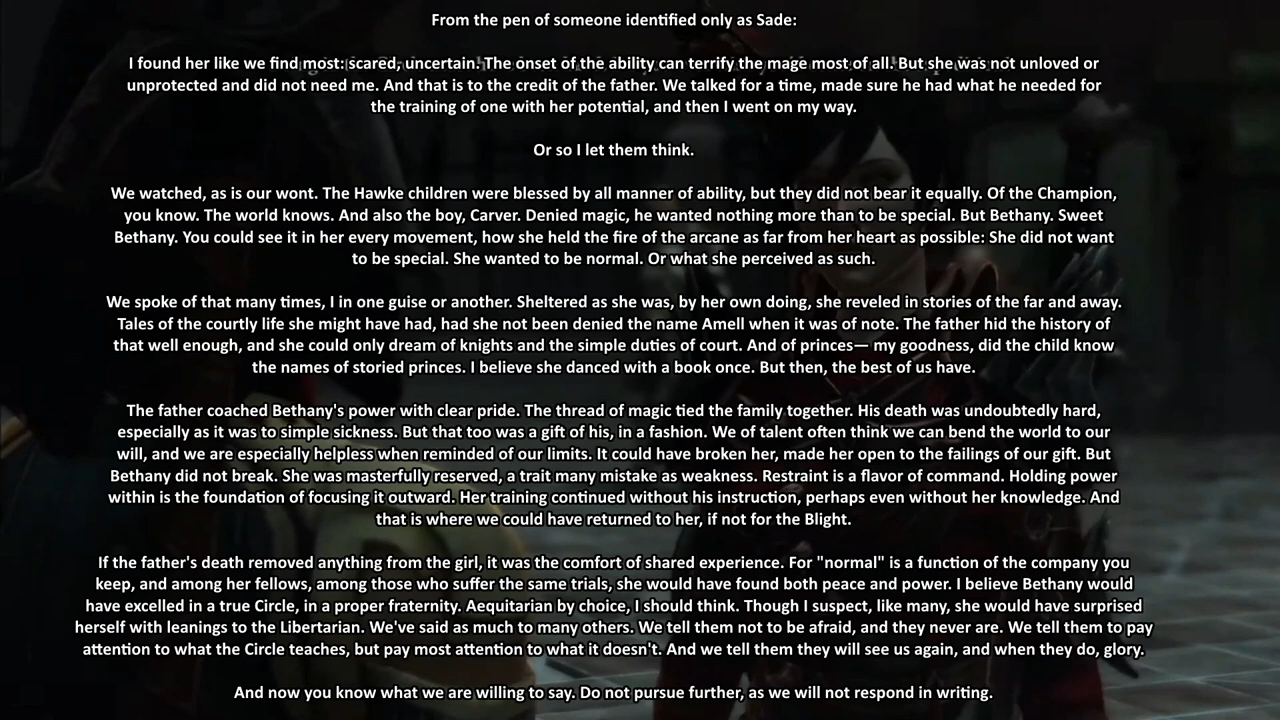 From the pen of someone identified only as Sade:
I found her like we find most: scared, uncertain. The onset of the ability can terrify the mage most of all. But she was not unloved or
unprotected and did not need me. And that is to the credit of the father. We talked for a time, made sure he had what he needed for
the training of one with her potential, and then I went on my way.
Or so I let them think.
We watched, as is our wont. The Hawke children were blessed by all manner of ability, but they did not bear it equally. Of the Champion,
you know. The world knows. And also the boy, Carver. Denied magic, he wanted nothing more than to be special. But Bethany. Sweet
Bethany. You could see it in her every movement, how she held the fire of the arcane as far from her heart as possible: She did not want
to be special. She wanted to be normal. Or what she perceived as such.
We spoke of that many times, I in one guise or another. Sheltered as she was, by her own doing, she reveled in stories of the far and away.
Tales of the courtly life she might have had, had she not been denied the name Amell when it was of note. The father hid the history of
that well enough, and she could only dream of knights and the simple duties of court. And of princes— my goodness, did the child know
the names of storied princes. I believe she danced with a book once. But then, the best of us have.
The father coached Bethany's power with clear pride. The thread of magic tied the family together. His death was undoubtedly hard,
especially as it was to simple sickness. But that too was a gift of his, in a fashion. We of talent often think we can bend the world to our
will, and we are especially helpless when reminded of our limits. It could have broken her, made her open to the failings of our gift. But
Bethany did not break. She was masterfully reserved, a trait many mistake as weakness. Restraint is a flavor of command. Holding power
within is the foundation of focusing it outward. Her training continued without his instruction, perhaps even without her knowledge. And
that is where we could have returned to her, if not for the Blight.
If the father's death removed anything from the girl, it was the comfort of shared experience. For "normal" is a function of the company you
keep, and among her fellows, among those who suffer the same trials, she would have found both peace and power. I believe Bethany would
have excelled in a true Circle, in a proper fraternity. Aequitarian by choice, I should think. Though I suspect, like many, she would have surprised
herself with leanings to the Libertarian. We've said as much to many others. We tell them not to be afraid, and they never are. We tell them to pay
attention to what the Circle teaches, but pay most attention to what it doesn't. And we tell them they will see us again, and when they do, glory.
And now you know what we are willing to say. Do not pursue further, as we will not respond in writing.